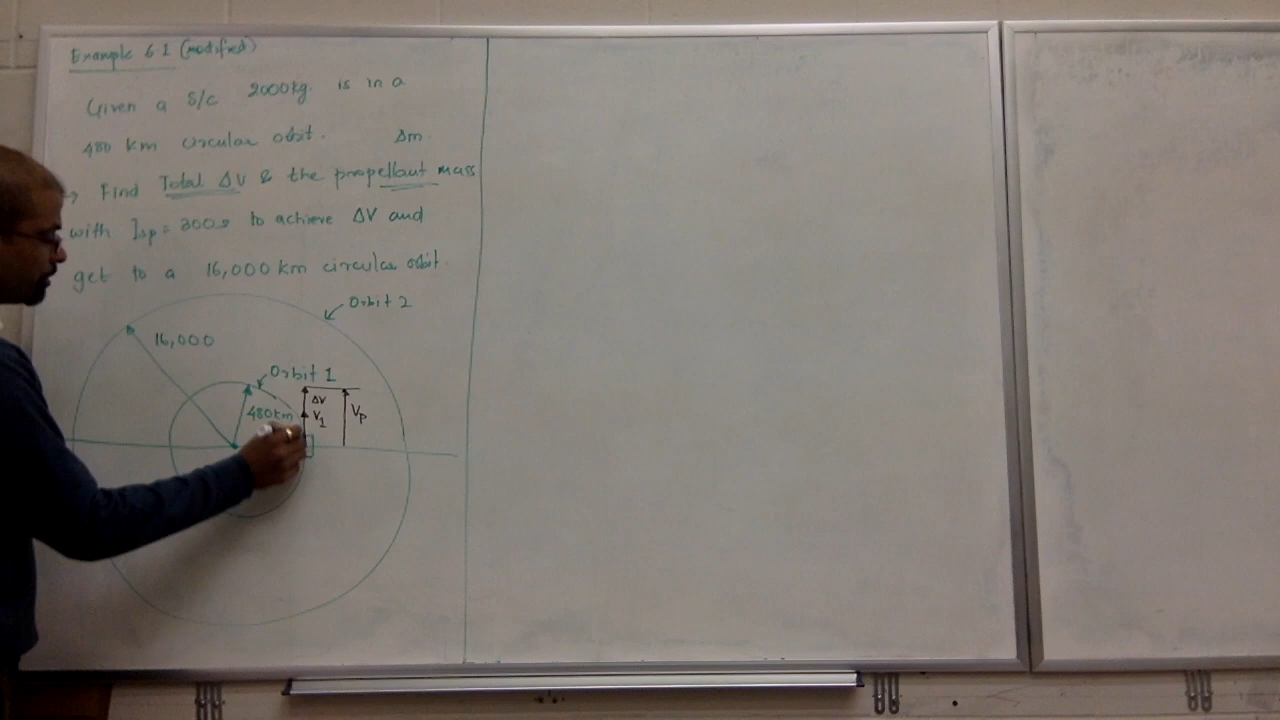 Example 6.1 (modified)
Given a S/C 2000kg. is in a
480 km circular orbit. Δm.
→ Find Total ΔV & the propellant mass
with Isp = 300s to achieve ΔV and
get to a 16,000 km circular orbit.
Orbit 2
16,000
Orbit 1
ΔV
480km V1 Vp